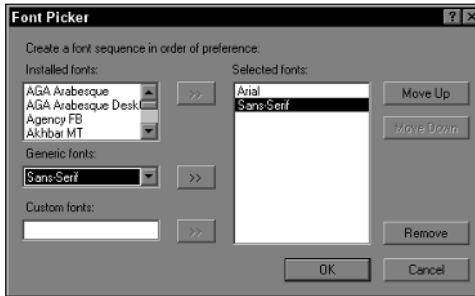 Font Picker
? x
Create a font sequence in order of preference:
Installed fonts:
AGA Arabesque
AGA Arabesque Deskt
Agency FB
Akhbar MT
>>
Generic fonts:
Sans-Serif
>>
Custom fonts:
>>
Selected fonts:
Arial
Sans-Serif
Move Up
Move Down
Remove
OK
Cancel